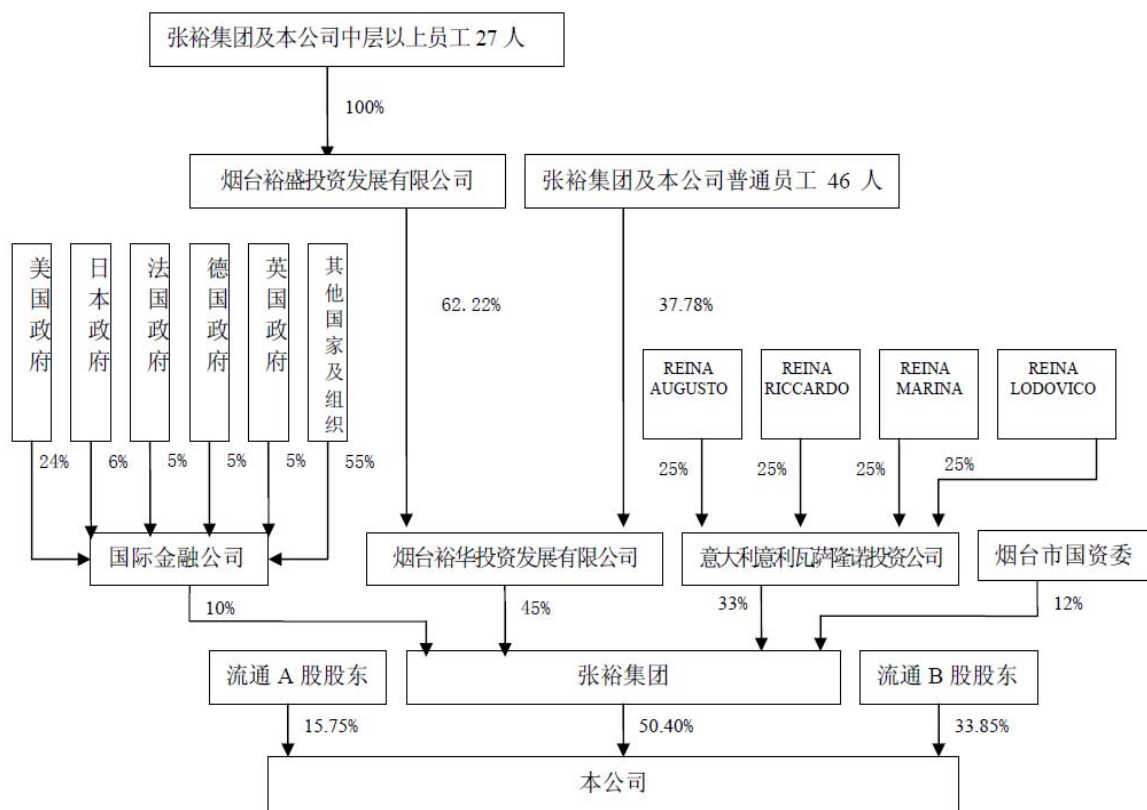 张裕集团及本公司中层以上员工 27 人
100%
烟台裕盛投资发展有限公司
张裕集团及本公司普通员工 46 人
美国政府
日本政府
法国政府
德国政府
英国政府
其他国家及组织
62.22%
37.78%
REINA
AUGUSTO
REINA
RICCARDO
REINA
MARINA
REINA
LODOVICO
24%
6%
5%
5%
5%
55%
25%
25%
25%
25%
国际金融公司
烟台裕华投资发展有限公司
意大利意利瓦萨隆诺投资公司
烟台市国资委
10%
45%
33%
12%
流通 A 股股东
张裕集团
流通 B 股股东
15.75%
50.40%
33.85%
本公司